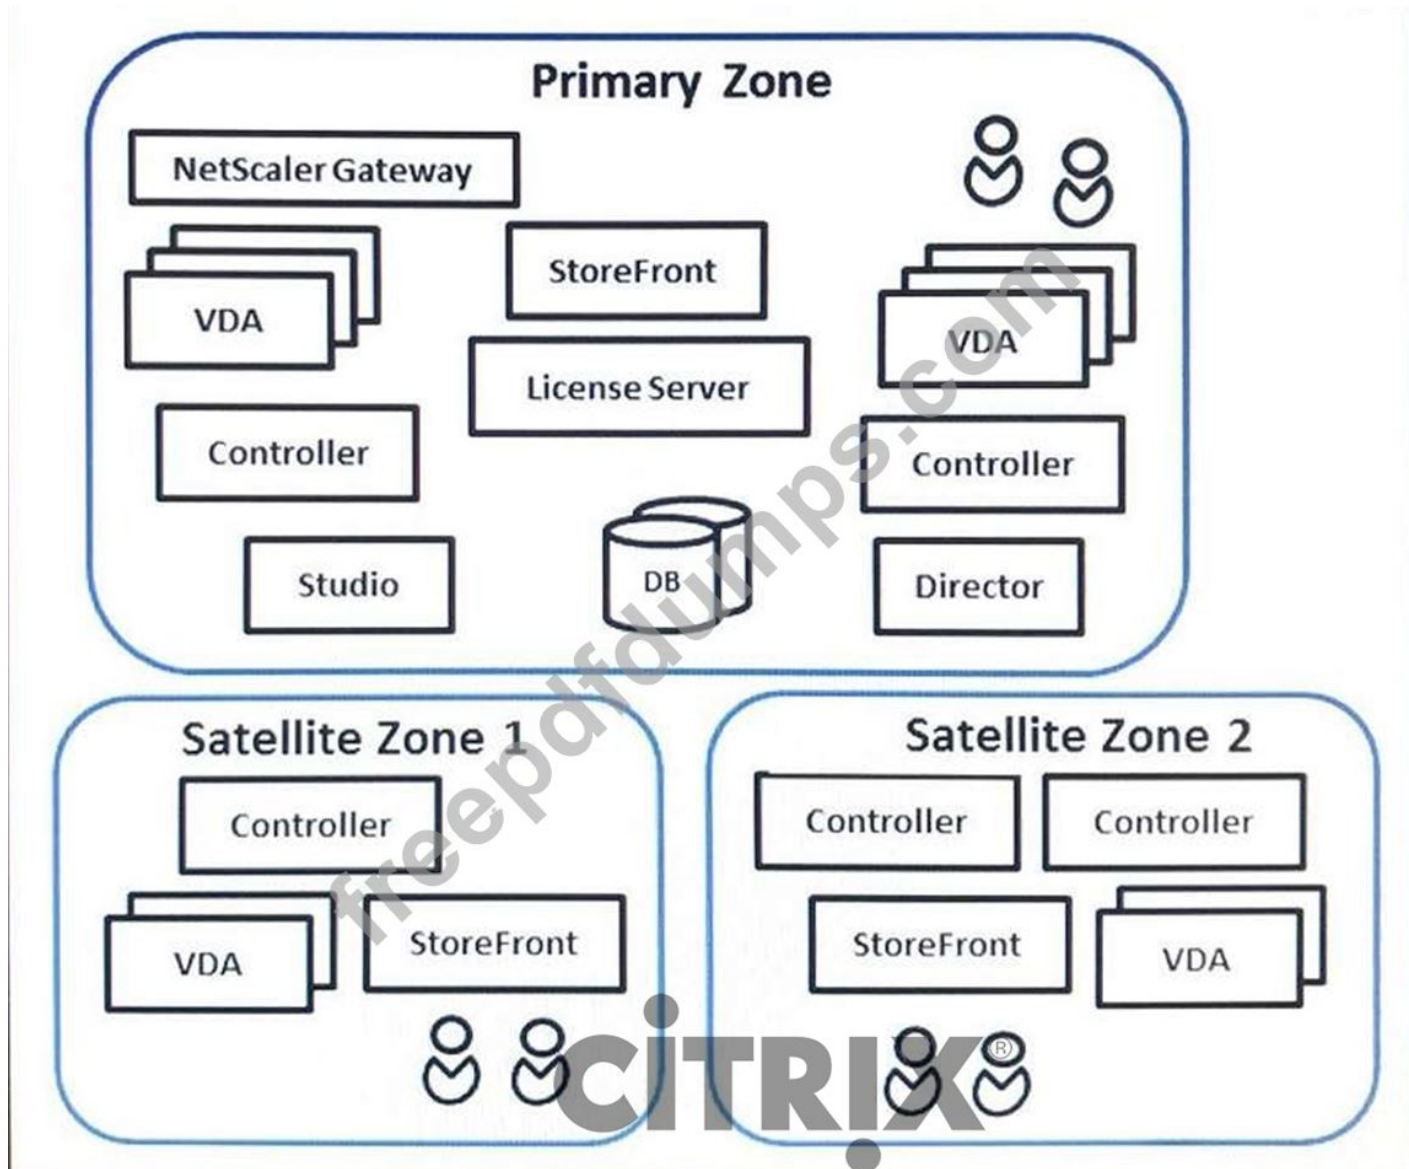 Primary Zone
NetScaler Gateway
StoreFront
VDA
VDA
License Server
Controller
Controller
DB
Studio
Director
Satellite Zone 1
Controller
VDA
StoreFront
Satellite Zone 2
Controller
Controller
StoreFront
VDA
freepdfdumps.com
CiTRIX®